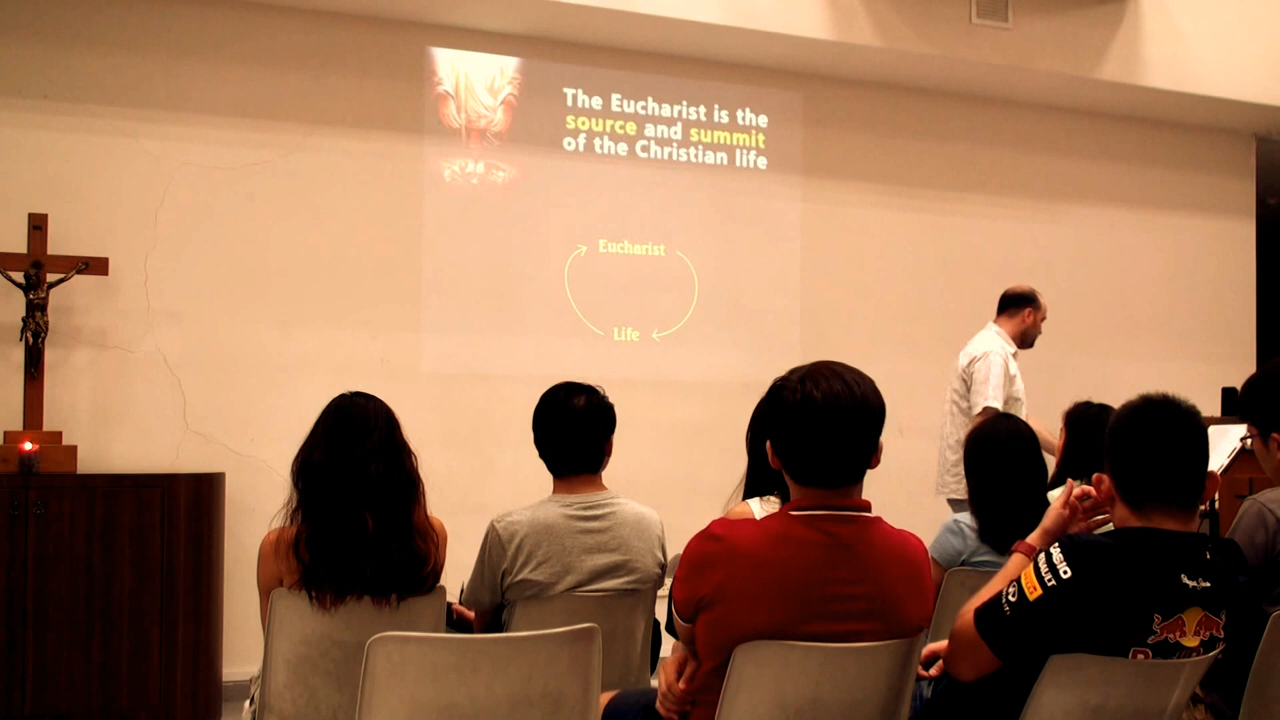 The Eucharist is the
source and summit
of the Christian life
Eucharist
Life
CASIO
RENAULT